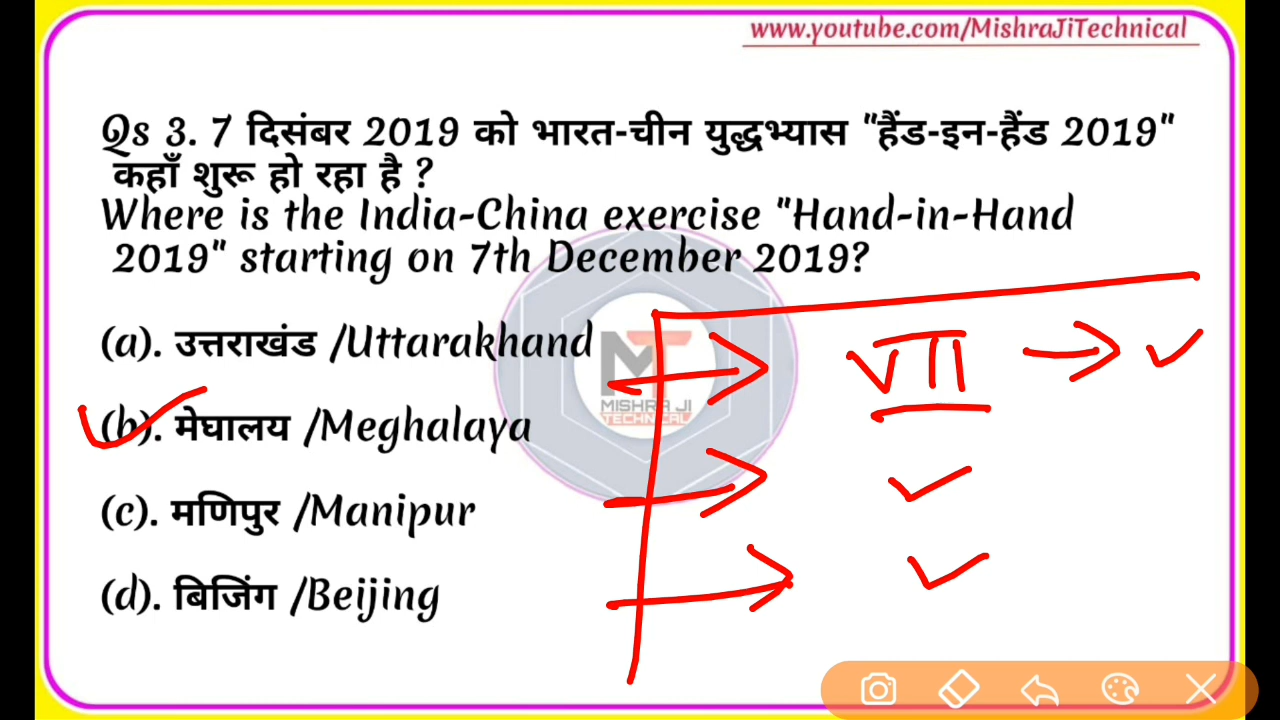 www.youtube.com/MishraJiTechnical
Qs 3. 7 दिसंबर 2019 को भारत-चीन युद्धभ्यास "हैंड-इन-हैंड 2019"
कहाँ शुरू हो रहा है ?
Where is the India-China exercise "Hand-in-Hand
2019" starting on 7th December 2019?
(a). उत्तराखंड /Uttarakhand
(b). मेघालय /Meghalaya
(c). मणिपुर /Manipur
(d). बिजिंग /Beijing
MT
MISHRA JI
TECHNICAL
VII